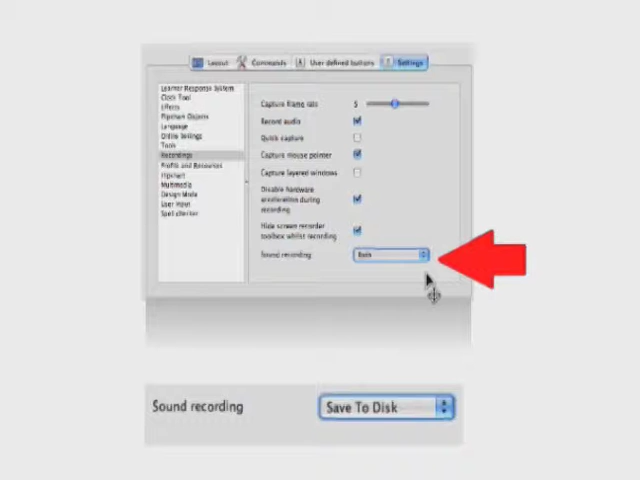 Layout Commands User defined buttons Settings
Learner Response System
Clock Tool
Effects
Flipchart Objects
Language
Online Settings
Tools
Recordings
Profile and Resources
Flipchart
Multimedia
Design Mode
User Input
Spell checker
Capture frame rate 5
Record audio
Quick capture
Capture mouse pointer
Capture layered windows
Disable hardware
acceleration during
recording
Hide screen recorder
toolbox whilst recording
Sound recording Both
Sound recording Save To Disk